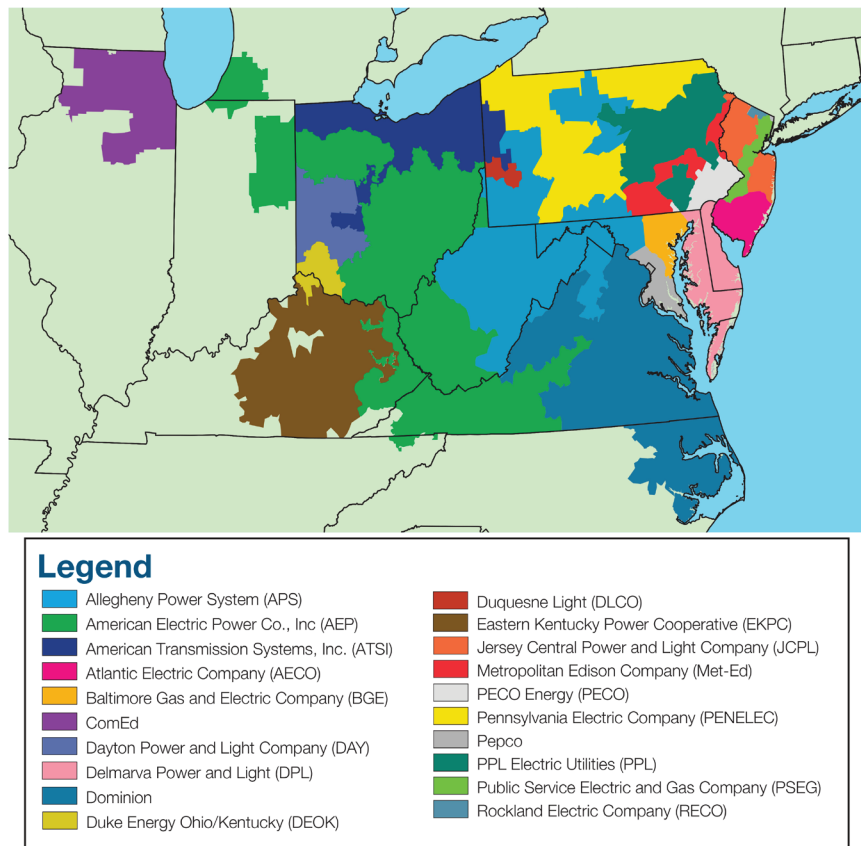 Legend
Allegheny Power System (APS)
American Electric Power Co., Inc (AEP)
American Transmission Systems, Inc. (ATSI)
Atlantic Electric Company (AECO)
Baltimore Gas and Electric Company (BGE)
ComEd
Dayton Power and Light Company (DAY)
Delmarva Power and Light (DPL)
Dominion
Duke Energy Ohio/Kentucky (DEOK)
Duquesne Light (DLCO)
Eastern Kentucky Power Cooperative (EKPC)
Jersey Central Power and Light Company (JCPL)
Metropolitan Edison Company (Met-Ed)
PECO Energy (PECO)
Pennsylvania Electric Company (PENELEC)
Pepco
PPL Electric Utilities (PPL)
Public Service Electric and Gas Company (PSEG)
Rockland Electric Company (RECO)